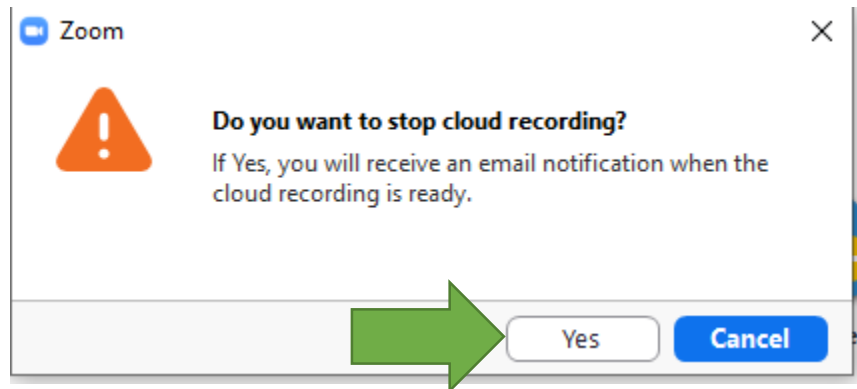 Zoom
Do you want to stop cloud recording?
If Yes, you will receive an email notification when the
cloud recording is ready.
Yes
Cancel